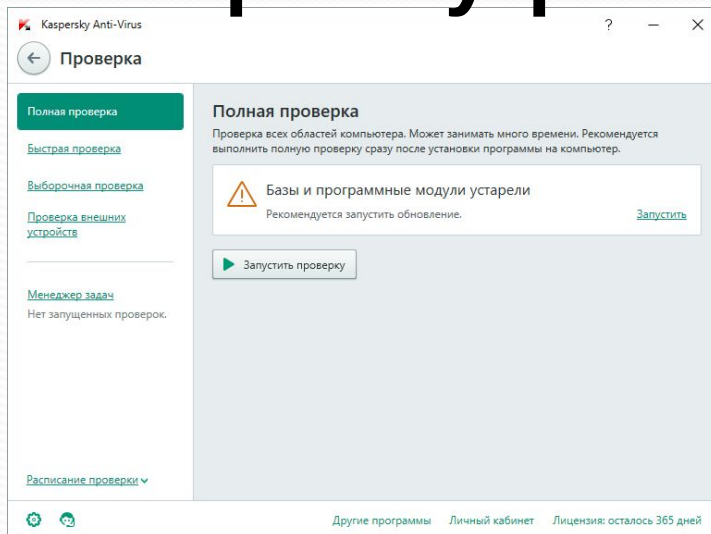 Kaspersky Anti-Virus
?
Проверка
Полная проверка
Быстрая проверка
Выборочная проверка
Проверка внешних
устройств
Менеджер задач
Нет запущенных проверок.
Расписание проверки
Полная проверка
Проверка всех областей компьютера. Может занимать много времени. Рекомендуется
выполнить полную проверку сразу после установки программы на компьютер.
Базы и программные модули устарели
Рекомендуется запустить обновление.
Запустить
Запустить проверку
Другие программы Личный кабинет Лицензия: осталось 365 дней